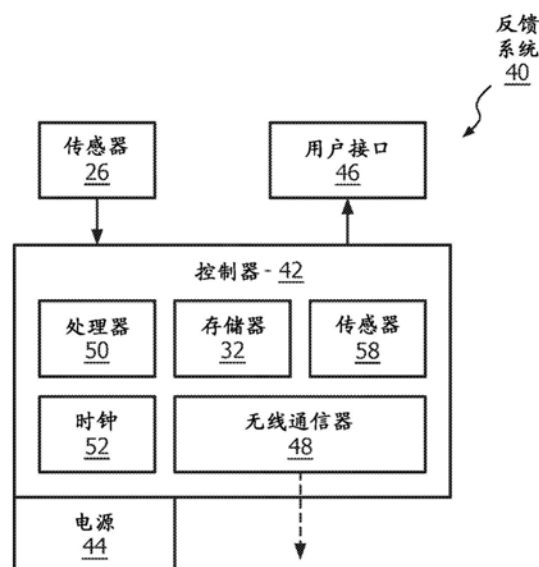 反馈
系统
40
传感器
26
用户接口
46
控制器 - 42
处理器
50
存储器
32
传感器
58
时钟
52
无线通信器
48
电源
44